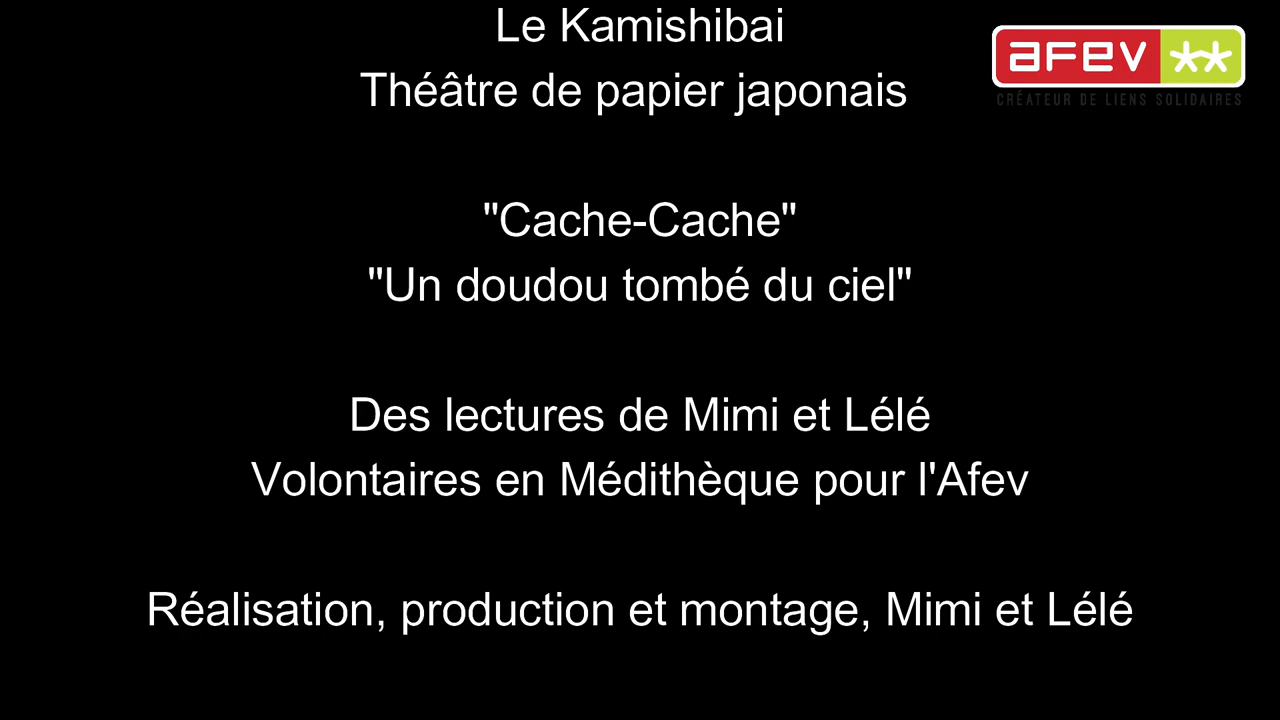 Le Kamishibai
Théâtre de papier japonais
afev
CRÉATEUR DE LIENS SOLIDAIRES
"Cache-Cache"
"Un doudou tombé du ciel"
Des lectures de Mimi et Lélé
Volontaires en Médithèque pour l'Afev
Réalisation, production et montage, Mimi et Lélé